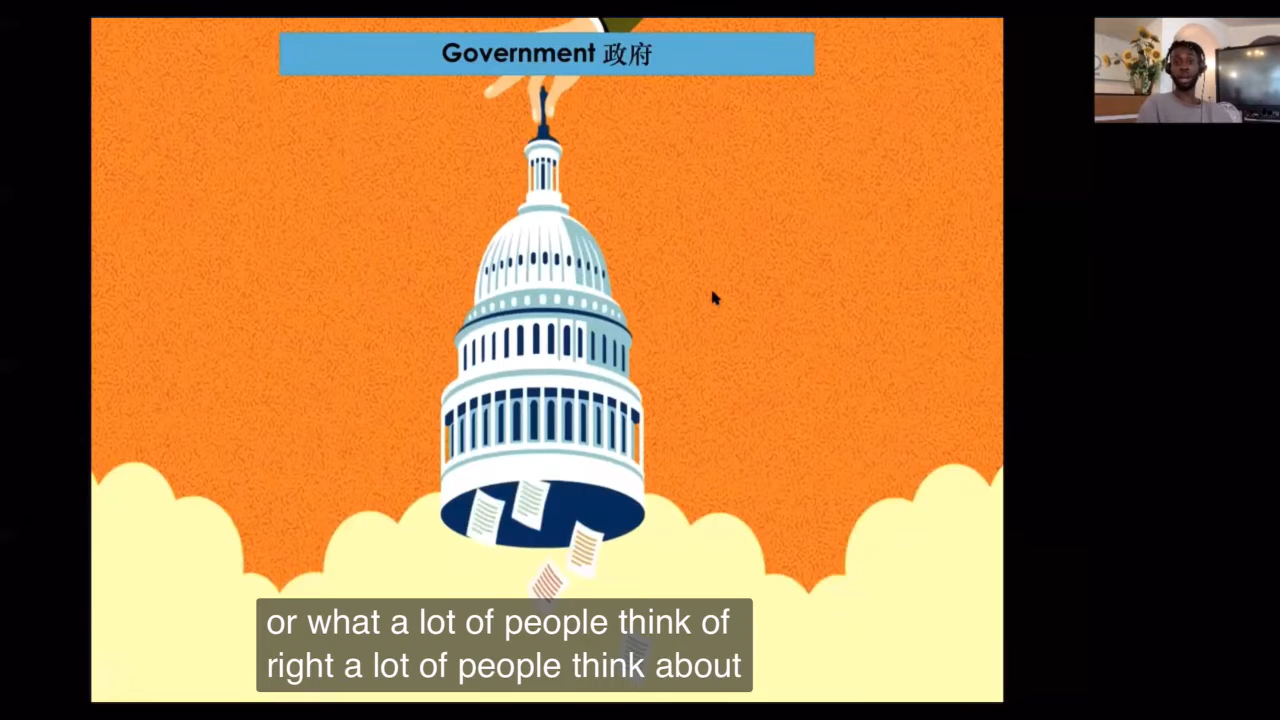 Government 政府
or what a lot of people think of
right a lot of people think about